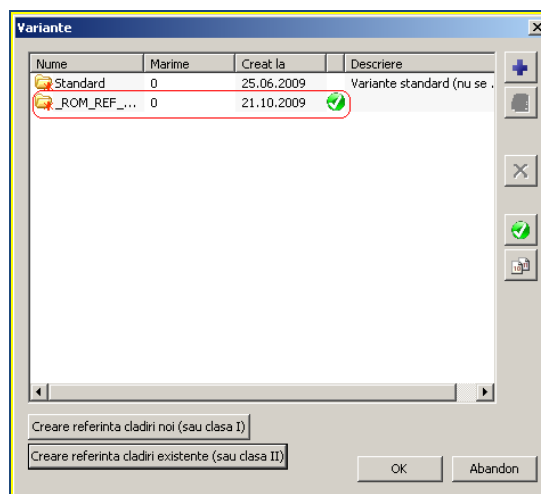 Variante
Nume Marime Creat la Descriere
Standard 0 25.06.2009 Variante standard (nu se .
_ROM_REF_... 0 21.10.2009
Creare referinta cladiri noi (sau clasa I)
Creare referinta cladiri existente (sau clasa II)
OK Abandon